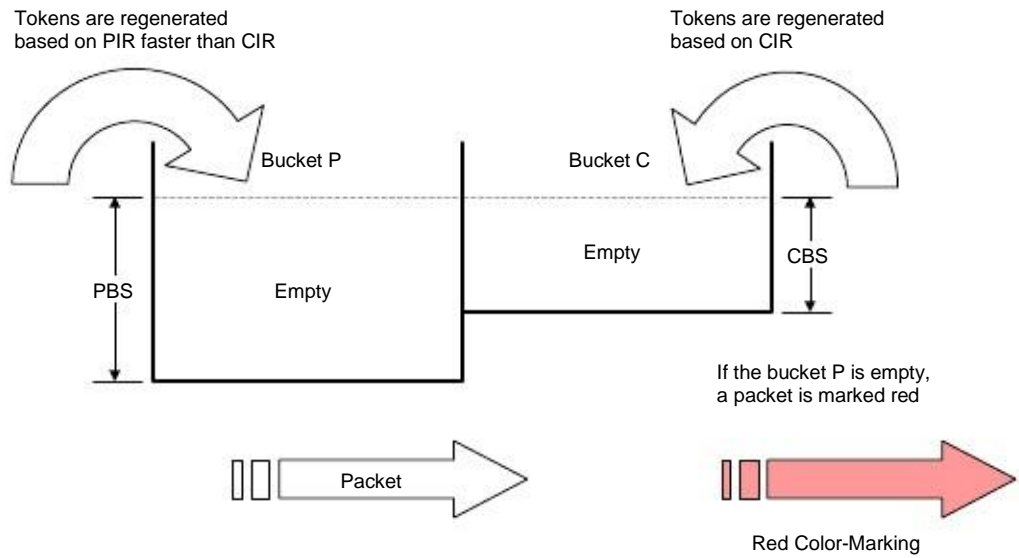 Tokens are regenerated
based on PIR faster than CIR
Tokens are regenerated
based on CIR
Bucket P
Bucket C
Empty
Empty
PBS
CBS
If the bucket P is empty,
a packet is marked red
Packet
Red Color-Marking